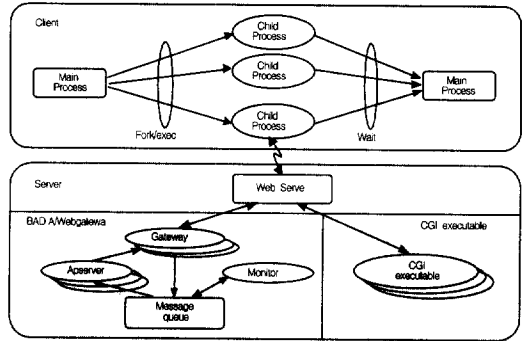 Client
Child
Process
Child
Process
Child
Process
Main
Process
Main
Process
Fork/exec
Wait
Server
Web Serve
BAD A/Webgatewa
CGI executable
Gateway
Apserver
Monitor
Message
queue
CGI
executable